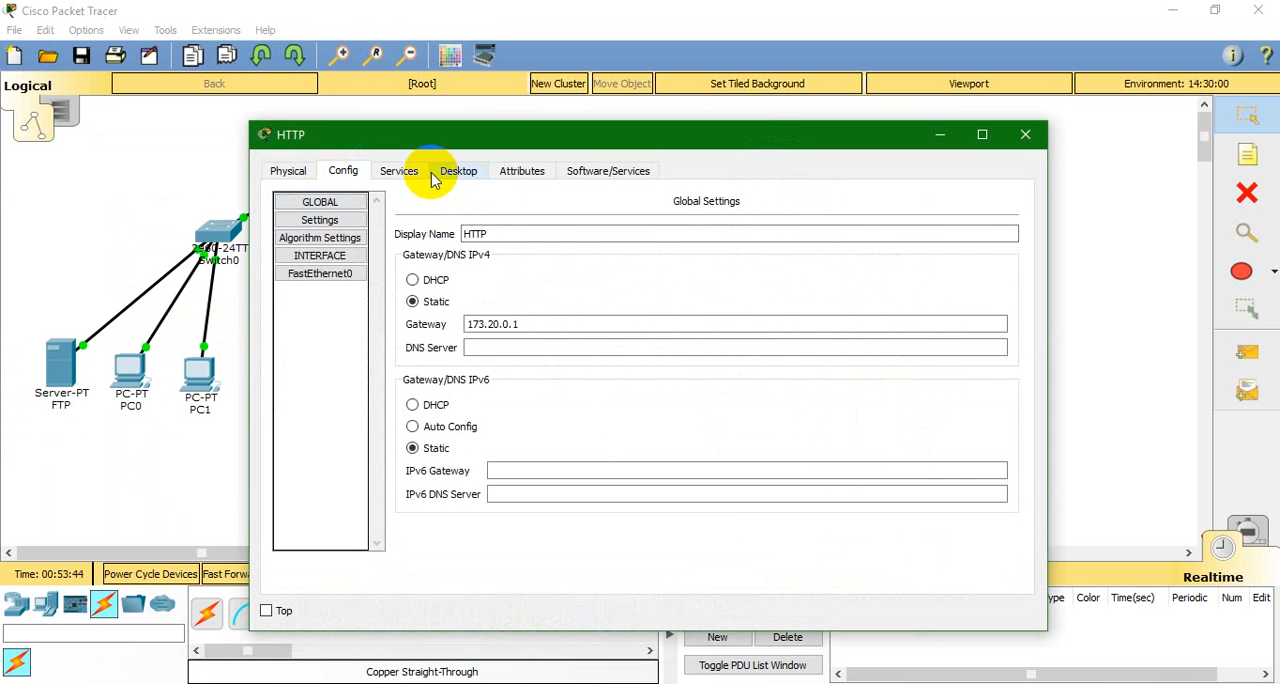 Cisco Packet Tracer
File Edit Options View Tools Extensions Help
Logical Back [Root] New Cluster Move Object Set Tiled Background Viewport Environment: 14:30:00
HTTP
Physical Config Services Desktop Attributes Software/Services
GLOBAL
Settings
Algorithm Settings
INTERFACE
FastEthernet0
Global Settings
Display Name HTTP
Gateway/DNS IPv4
DHCP
Static
Gateway 173.20.0.1
DNS Server
Gateway/DNS IPv6
DHCP
Auto Config
Static
IPv6 Gateway
IPv6 DNS Server
Top
Switch0
Server-PT
FTP
PC-PT
PC0
PC-PT
PC1
Time: 00:53:44 Power Cycle Devices Fast Forw
Realtime
ype Color Time(sec) Periodic Num Edit
New Delete
Toggle PDU List Window
Copper Straight-Through